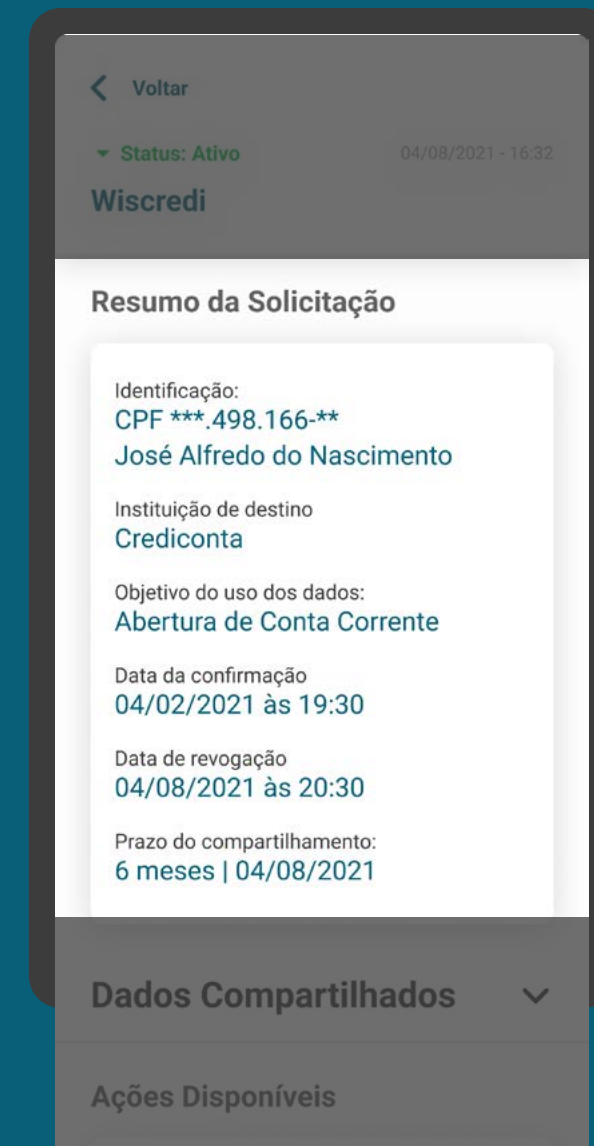 Voltar
Status: Ativo 04/08/2021 - 16:32
Wiscredi
Resumo da Solicitação
Identificação:
CPF ***.498.166-**
José Alfredo do Nascimento
Instituição de destino
Crediconta
Objetivo do uso dos dados:
Abertura de Conta Corrente
Data da confirmação
04/02/2021 às 19:30
Data de revogação
04/08/2021 às 20:30
Prazo do compartilhamento:
6 meses | 04/08/2021
Dados Compartilhados
Ações Disponíveis